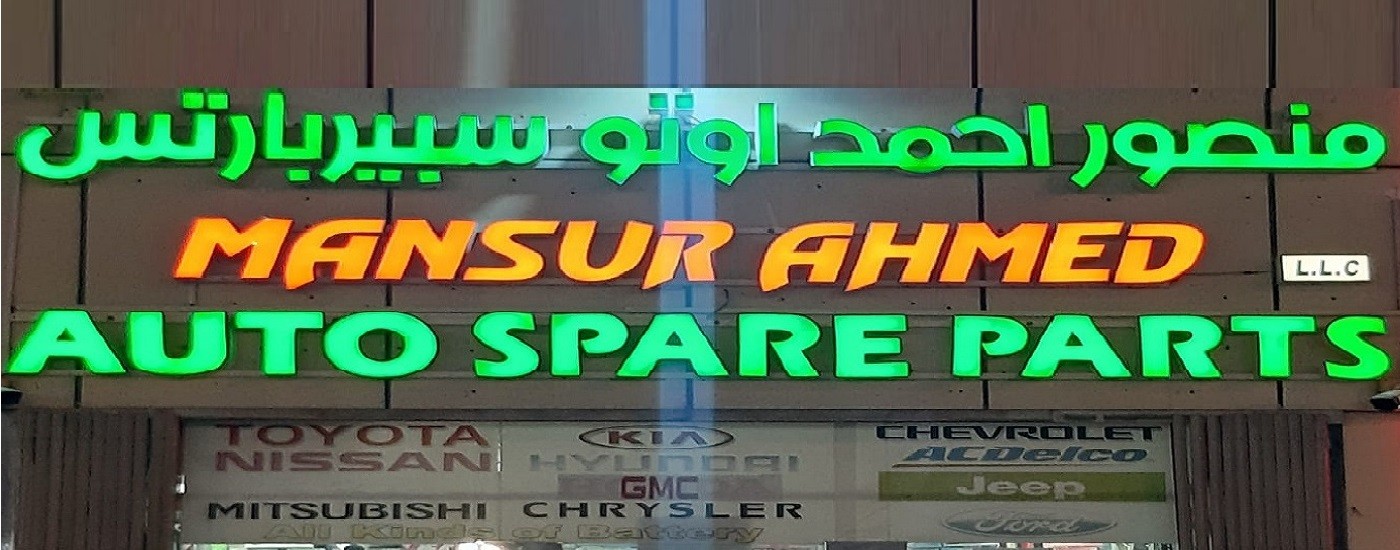 منصور احمد اوتو سبيربارتس
MANSUR AHMED
L.L.C
AUTO SPARE PARTS
TOYOTA KIA CHEVROLET
NISSAN HYUNDAI ACDelco
GMC Jeep
MITSUBISHI CHRYSLER Ford
All Kinds of Battery